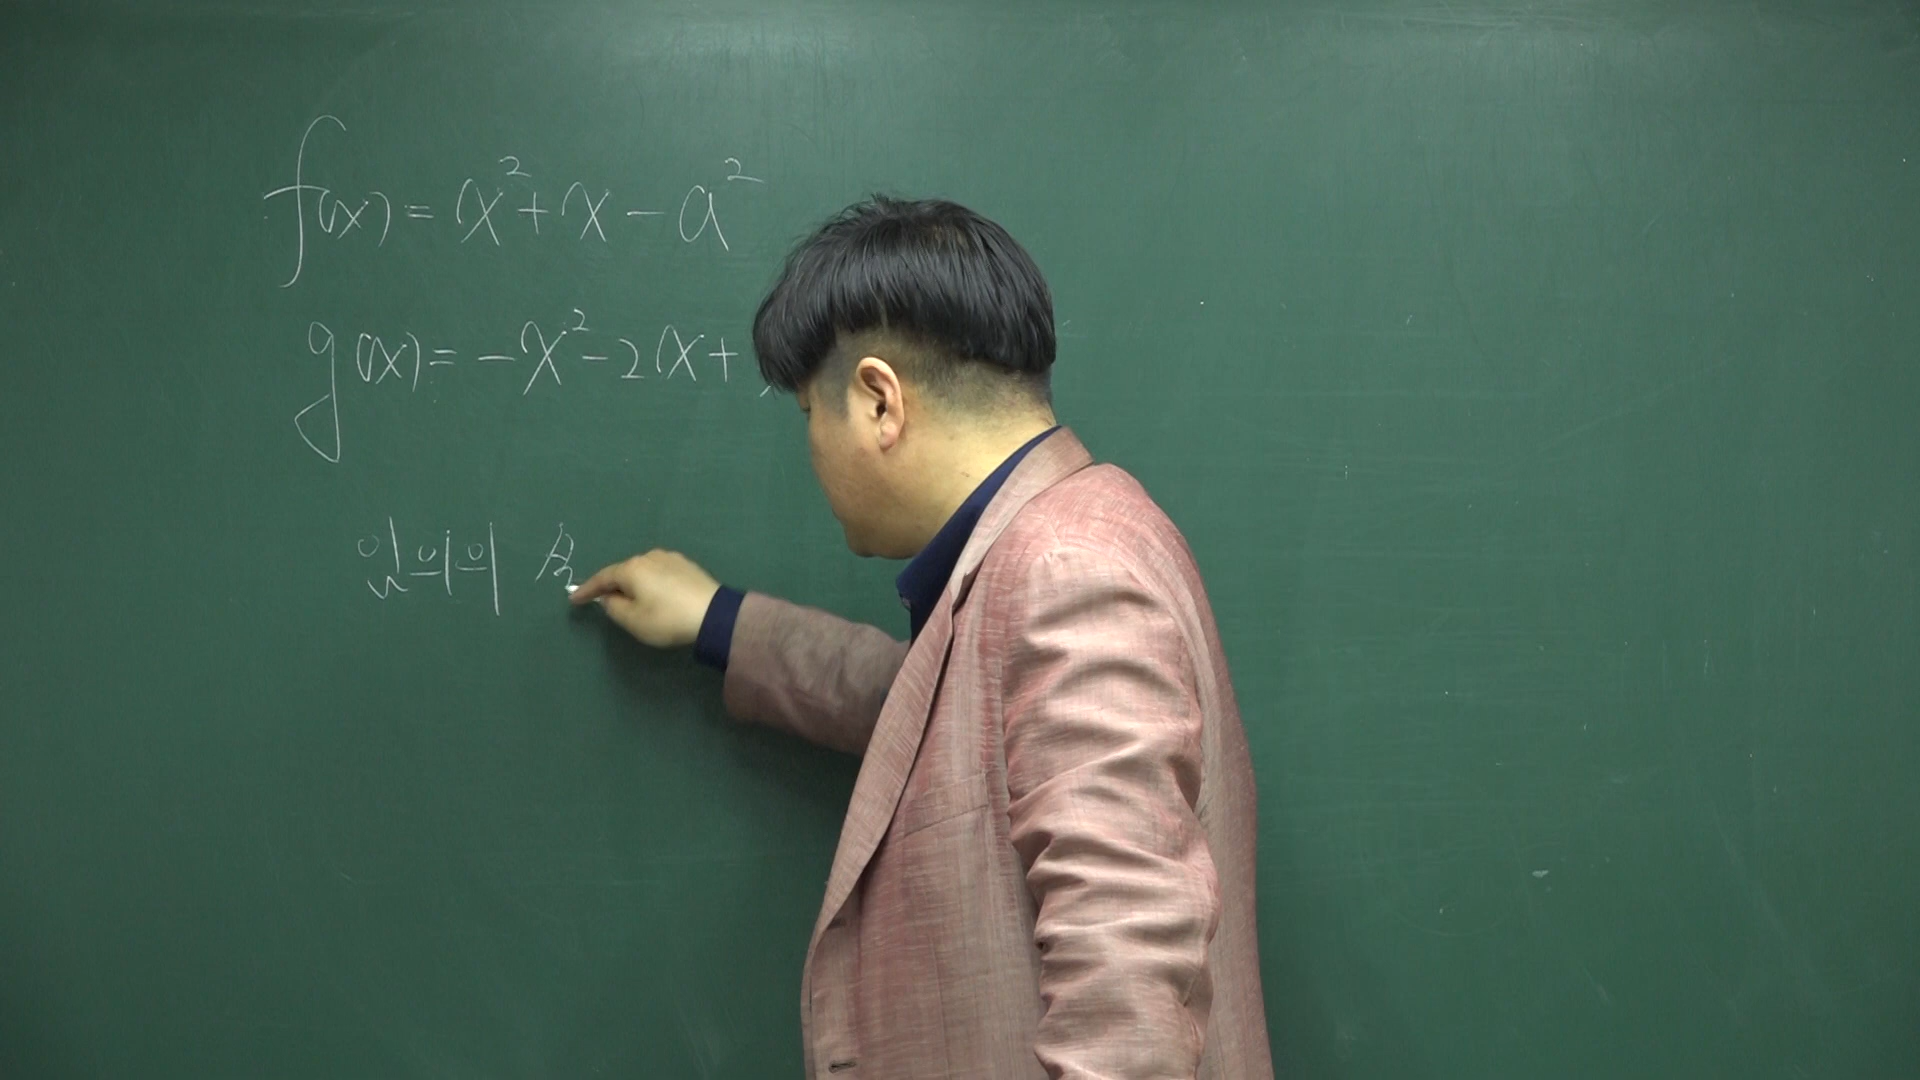 f(x) = x² + x - a²
g(x) = -x² - 2x +
임의의